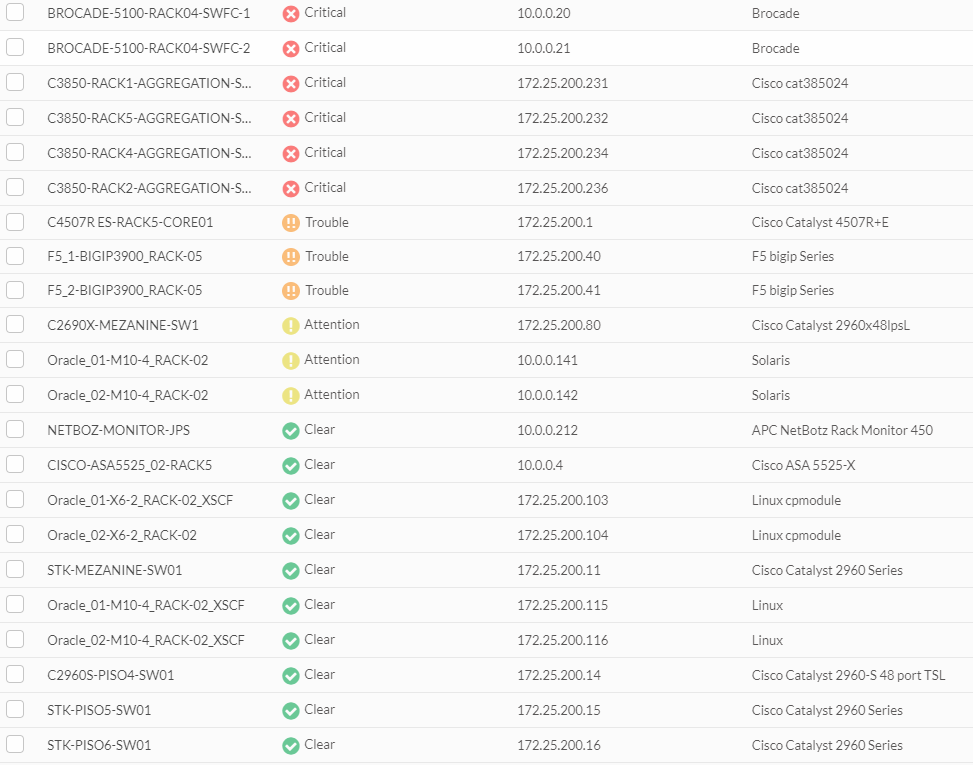 BROCADE-5100-RACK04-SWFC-1 Critical 10.0.0.20 Brocade
BROCADE-5100-RACK04-SWFC-2 Critical 10.0.0.21 Brocade
C3850-RACK1-AGGREGATION-S... Critical 172.25.200.231 Cisco cat385024
C3850-RACK5-AGGREGATION-S... Critical 172.25.200.232 Cisco cat385024
C3850-RACK4-AGGREGATION-S... Critical 172.25.200.234 Cisco cat385024
C3850-RACK2-AGGREGATION-S... Critical 172.25.200.236 Cisco cat385024
C4507R ES-RACK5-CORE01 Trouble 172.25.200.1 Cisco Catalyst 4507R+E
F5_1-BIGIP3900_RACK-05 Trouble 172.25.200.40 F5 bigip Series
F5_2-BIGIP3900_RACK-05 Trouble 172.25.200.41 F5 bigip Series
C2690X-MEZANINE-SW1 Attention 172.25.200.80 Cisco Catalyst 2960x48lpsL
Oracle_01-M10-4_RACK-02 Attention 10.0.0.141 Solaris
Oracle_02-M10-4_RACK-02 Attention 10.0.0.142 Solaris
NETBOZ-MONITOR-JPS Clear 10.0.0.212 APC NetBotz Rack Monitor 450
CISCO-ASA5525_02-RACK5 Clear 10.0.0.4 Cisco ASA 5525-X
Oracle_01-X6-2_RACK-02_XSCF Clear 172.25.200.103 Linux cpmodule
Oracle_02-X6-2_RACK-02 Clear 172.25.200.104 Linux cpmodule
STK-MEZANINE-SW01 Clear 172.25.200.11 Cisco Catalyst 2960 Series
Oracle_01-M10-4_RACK-02_XSCF Clear 172.25.200.115 Linux
Oracle_02-M10-4_RACK-02_XSCF Clear 172.25.200.116 Linux
C2960S-PISO4-SW01 Clear 172.25.200.14 Cisco Catalyst 2960-S 48 port TSL
STK-PISO5-SW01 Clear 172.25.200.15 Cisco Catalyst 2960 Series
STK-PISO6-SW01 Clear 172.25.200.16 Cisco Catalyst 2960 Series